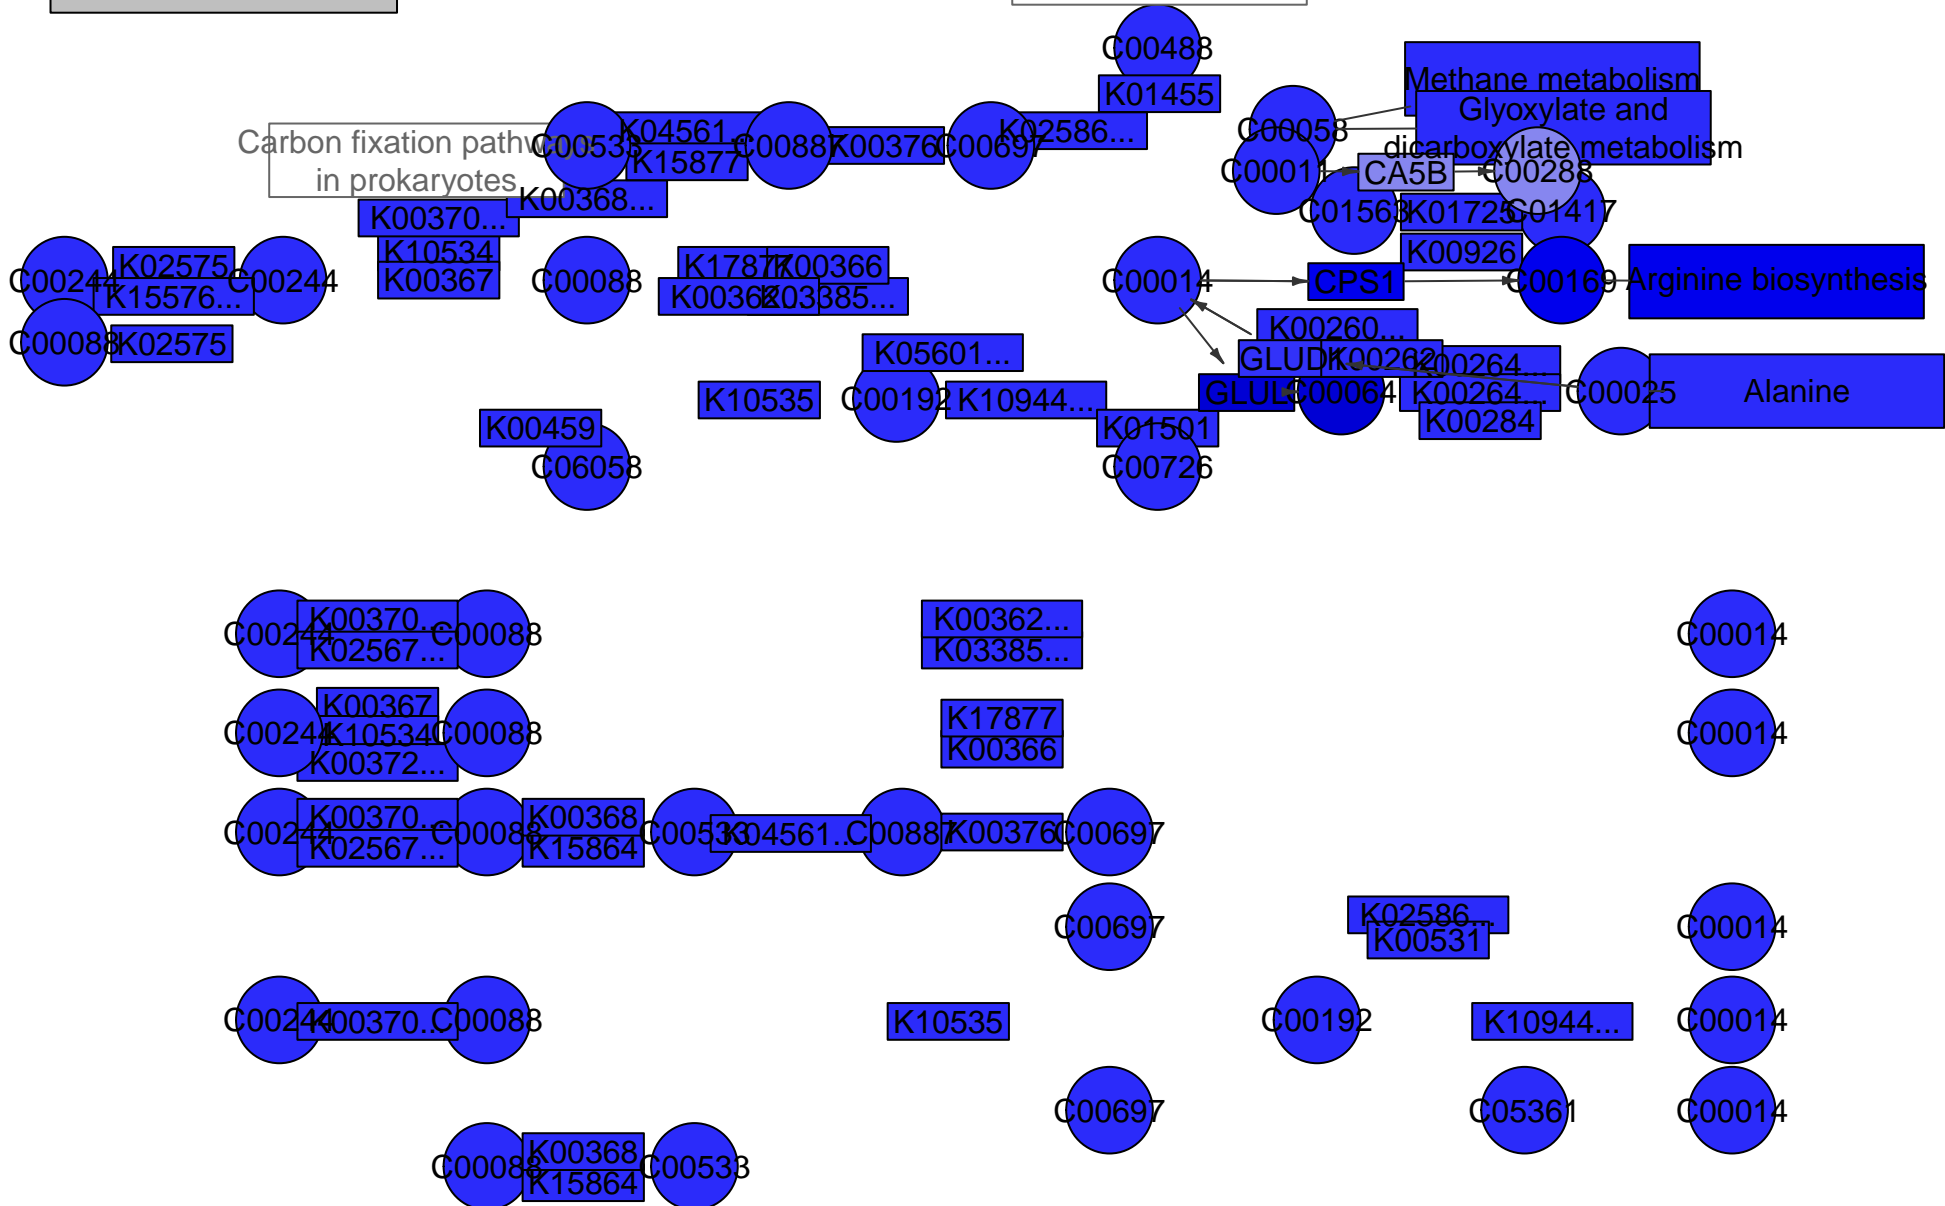 C00488
Methane metabolism
K01455
Glyoxylate and
dicarboxylate metabolism
C00058
Carbon fixation pathways
in prokaryotes
C00533
K04561...
K15877
C00887
K00376
C00697
K02586...
C00011
CA5B
C00288
K00368...
K00370...
C01563
K01725
C01417
K10534
K00367
K00926
C00244
K02575
K15576...
C00244
C00088
K17877
K00366
K00362...
K03385...
C00014
CPS1
C00169
Arginine biosynthesis
C00088
K02575
K00260...
K05601...
GLUD1
K00262
K00264...
K10535
C00192
K10944...
GLUL
C00064
K00264...
C00025
Alanine
K00284
K00459
K01501
C06058
C00726
C00244
K00370...
K02567...
C00088
K00362...
K03385...
C00014
C00244
K00367
K10534
K00372...
C00088
K17877
K00366
C00014
C00244
K00370...
K02567...
C00088
K00368
K15864
C00533
K04561...
C00887
K00376
C00697
C00697
K02586...
K00531
C00014
C00244
K00370...
C00088
K10535
C00192
K10944...
C00014
C00697
C05361
C00014
C00088
K00368
K15864
C00533